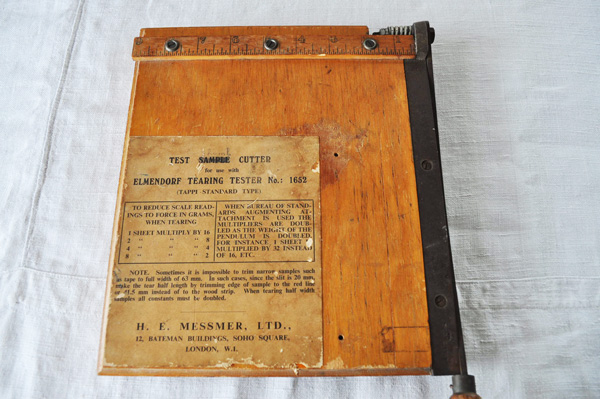 TEST SAMPLE CUTTER
for use with
ELMENDORF TEARING TESTER No.: 1652
(TAPPI STANDARD TYPE)
TO REDUCE SCALE READ-
INGS TO FORCE IN GRAMS,
WHEN TEARING
1 SHEET MULTIPLY BY 16
2 " " " 8
4 " " " 4
8 " " " 2
WHEN BUREAU OF STAND-
ARDS AUGMENTING AT-
TACHMENT IS USED THE
MULTIPLIERS ARE DOUB-
LED AS THE WEIGHT OF THE
PENDULUM IS DOUBLED.
FOR INSTANCE 1 SHEET
MULTIPLIED BY 32 INSTEAD
OF 16, ETC.
NOTE. Sometimes it is impossible to trim narrow samples such
as tape to full width of 63 mm. In such cases, since the slit is 20 mm,
make the tear half length by trimming edge of sample to the red line
or 41.5 mm instead of to the wood strip. When tearing half width
samples all constants must be doubled.
H. E. MESSMER, LTD.,
12, BATEMAN BUILDINGS, SOHO SQUARE,
LONDON, W.1.